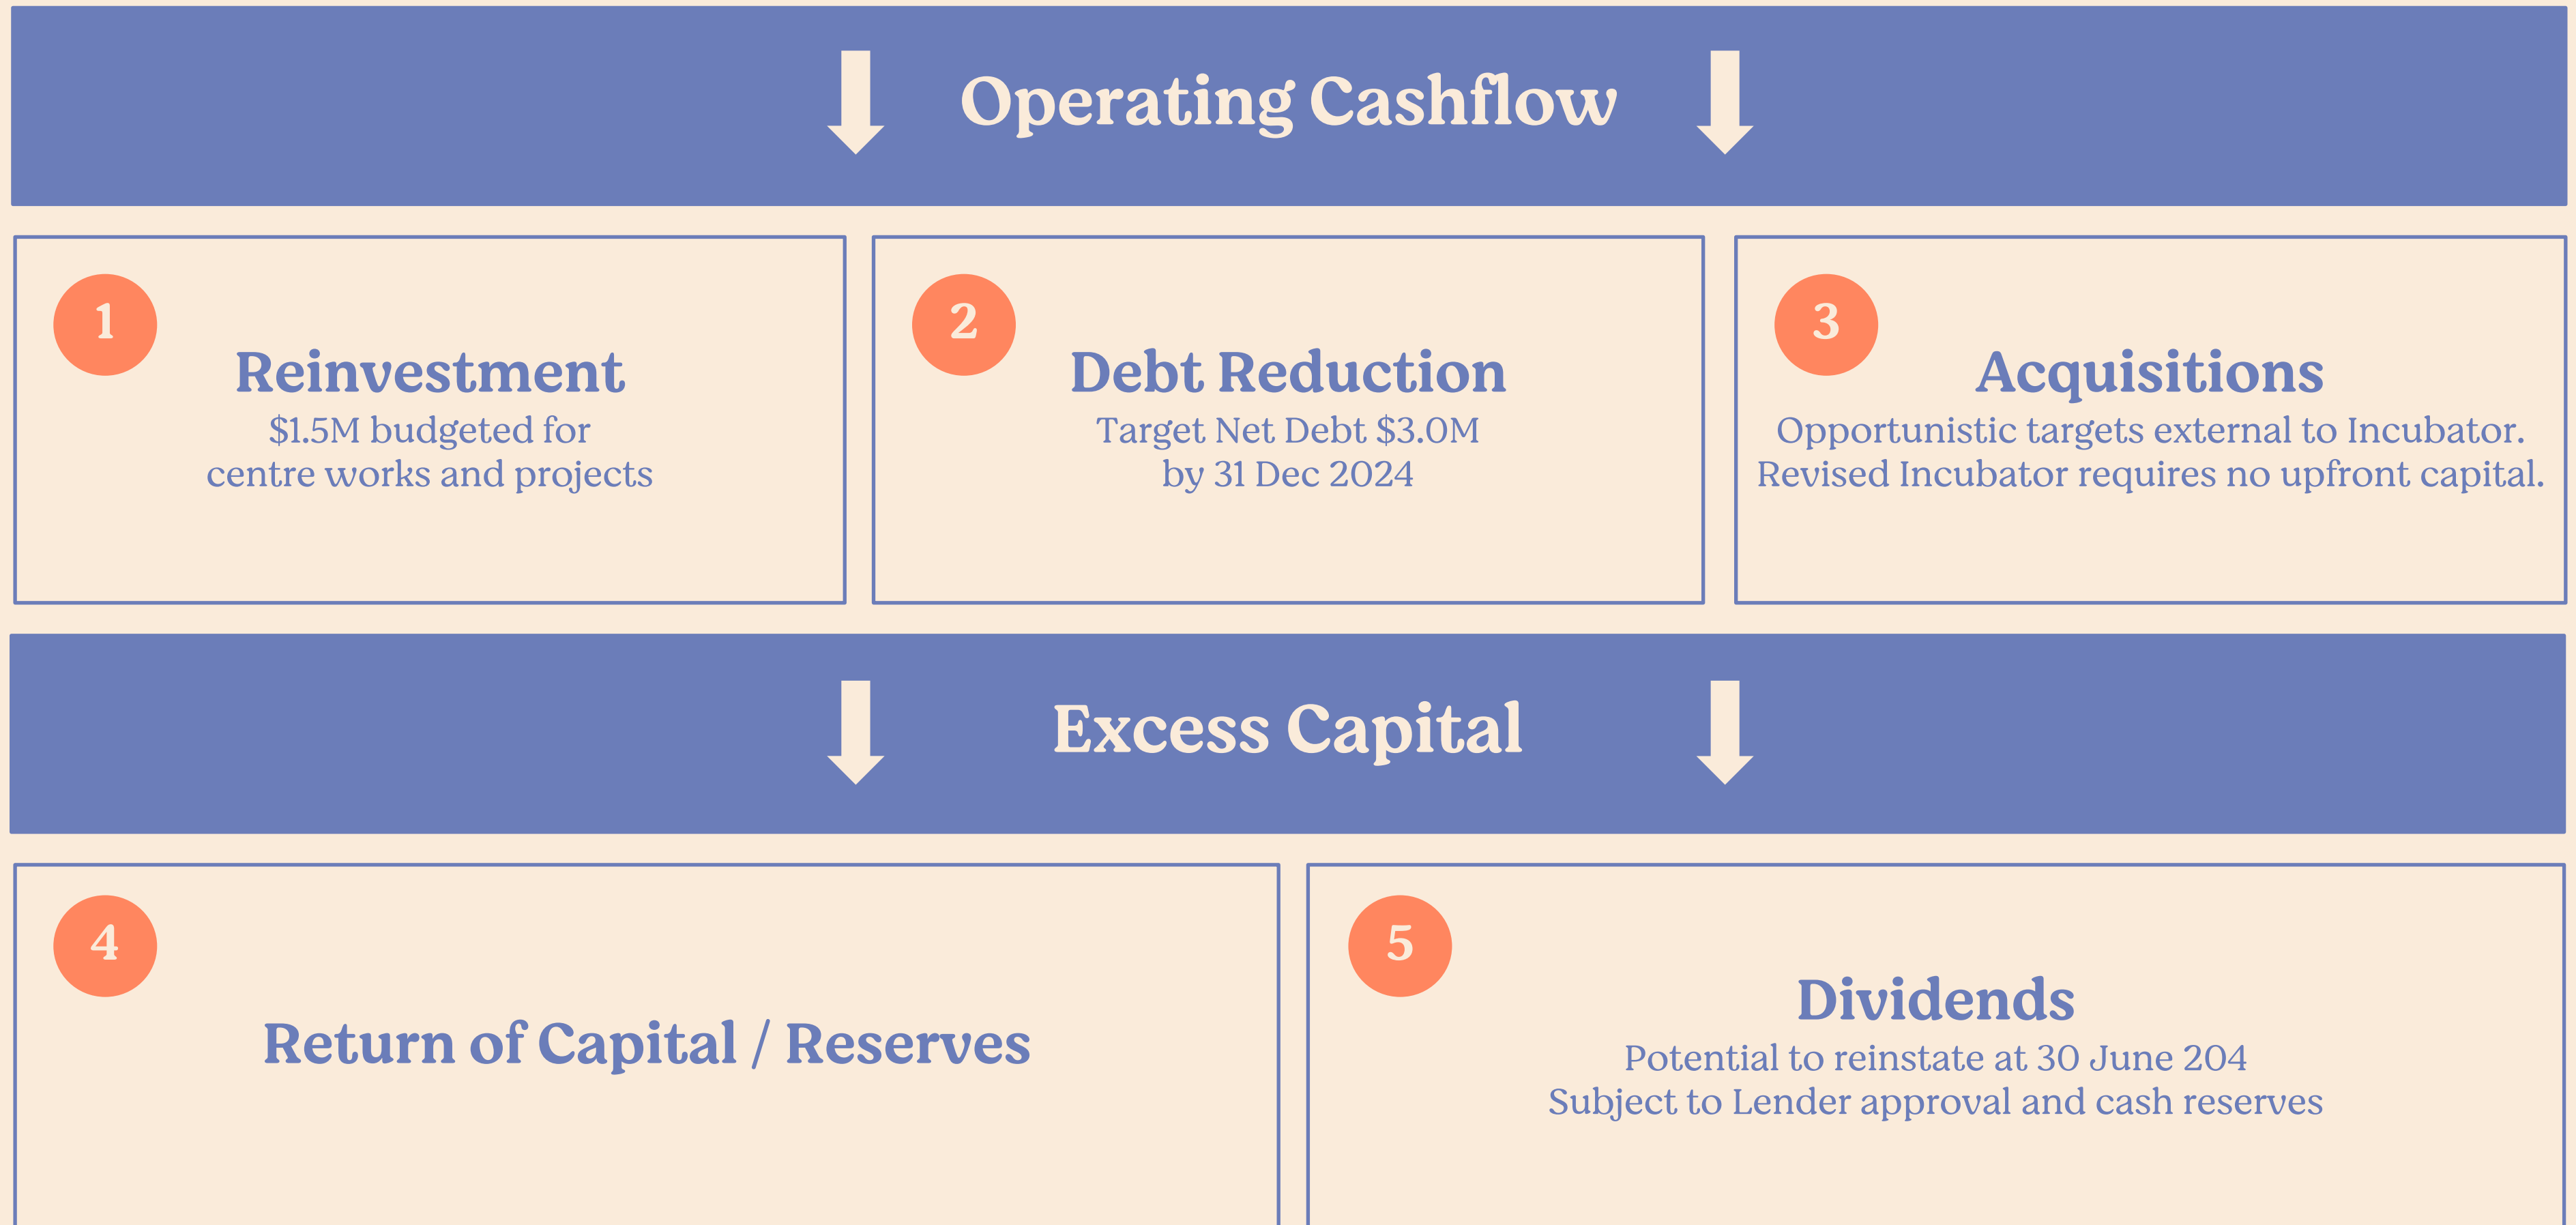 Operating Cashflow
1
Reinvestment
$1.5M budgeted for
centre works and projects
2
Debt Reduction
Target Net Debt $3.0M
by 31 Dec 2024
3
Acquisitions
Opportunistic targets external to Incubator.
Revised Incubator requires no upfront capital.
Excess Capital
4
Return of Capital / Reserves
5
Dividends
Potential to reinstate at 30 June 204
Subject to Lender approval and cash reserves